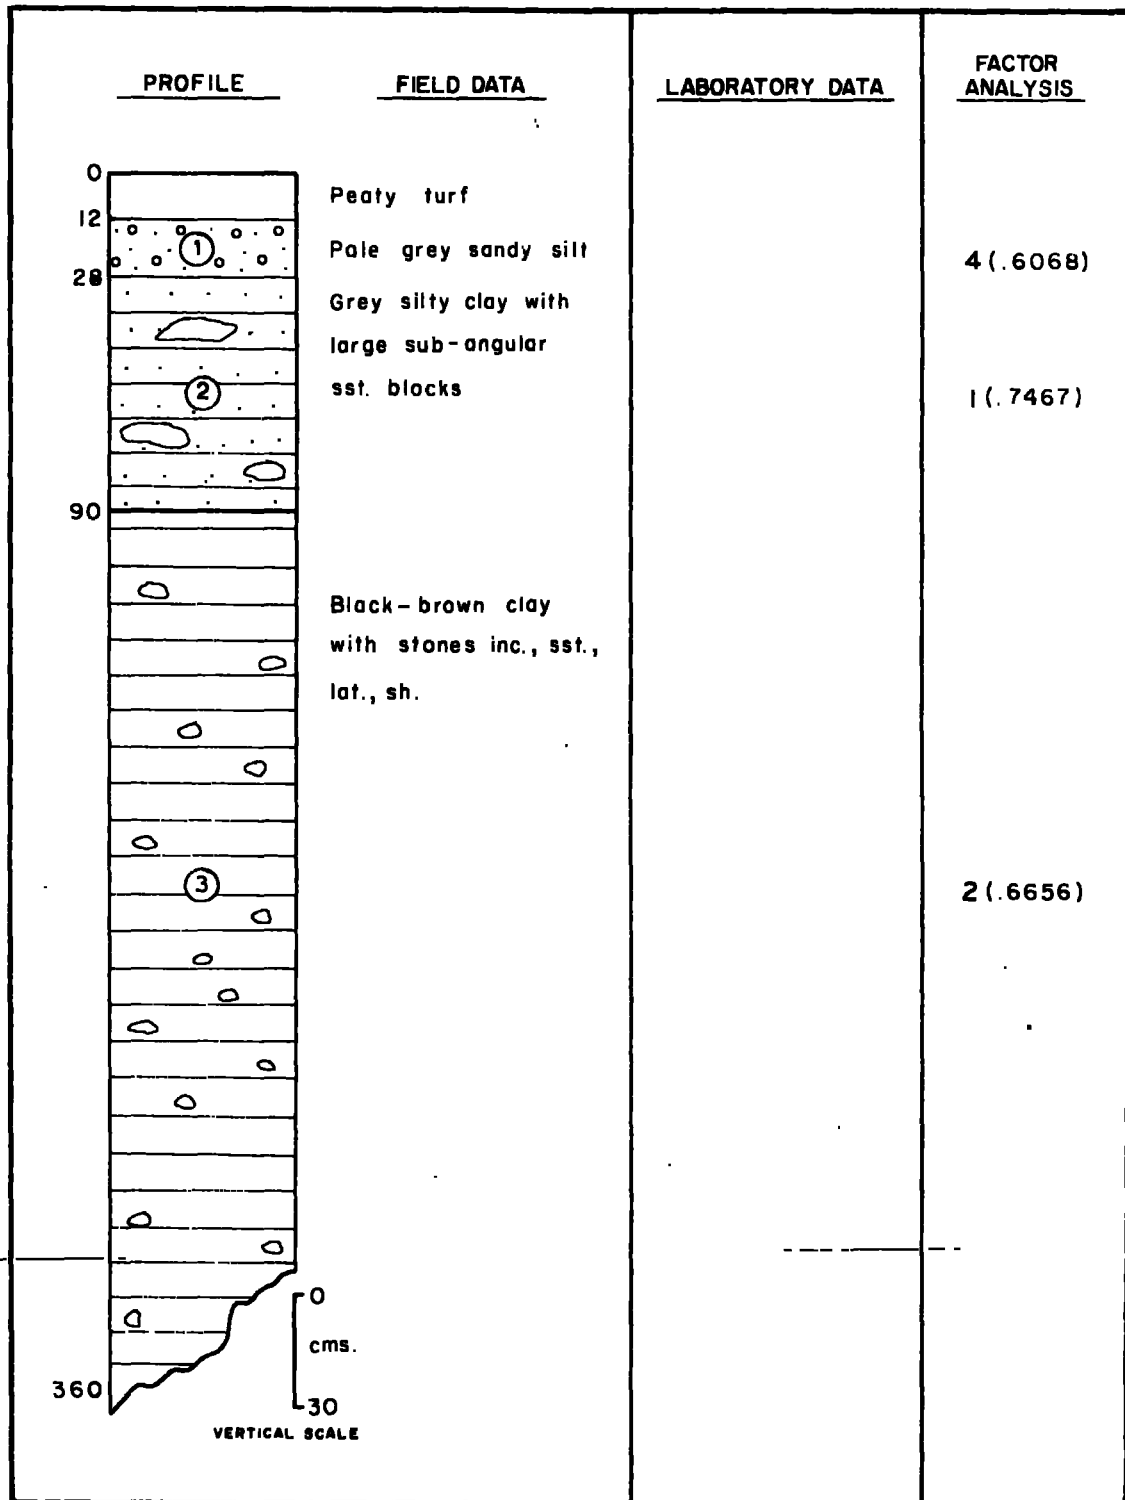 PROFILE
FIELD DATA
LABORATORY DATA
FACTOR
ANALYSIS
0
Peaty turf
12
1
Pale grey sandy silt
4 (.6068)
28
Grey silty clay with
large sub-angular
sst. blocks
2
1 (.7467)
90
Black-brown clay
with stones inc., sst.,
lat., sh.
3
2 (.6656)
0
cms.
360
30
VERTICAL SCALE